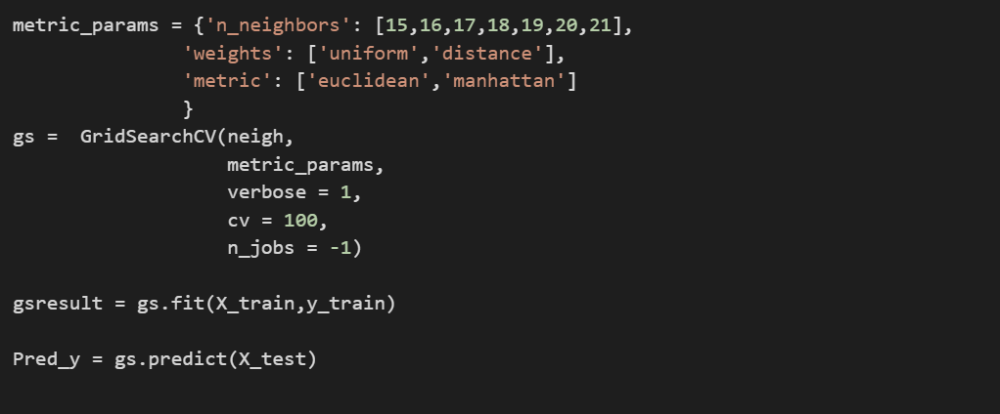 metric_params = {'n_neighbors': [15,16,17,18,19,20,21],
'weights': ['uniform','distance'],
'metric': ['euclidean','manhattan']
}
gs =  GridSearchCV(neigh,
metric_params,
verbose = 1,
cv = 100,
n_jobs = -1)
gsresult = gs.fit(X_train,y_train)
Pred_y = gs.predict(X_test)